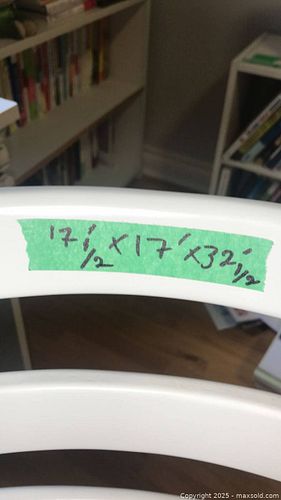 17 1/2' x 17' x 32 1/2'
Copyright 2025 - maxsold.com